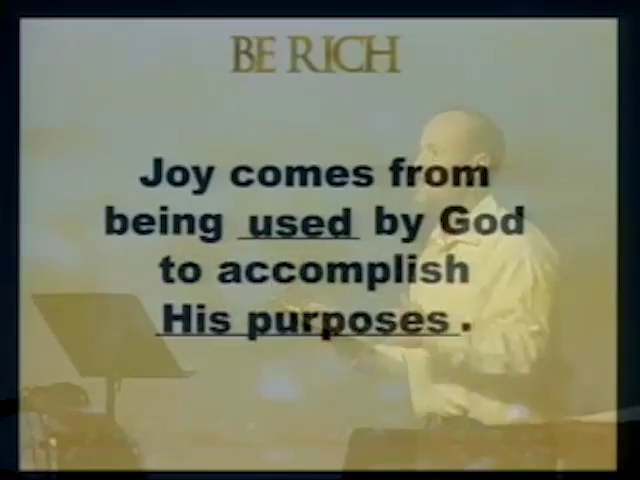 BE RICH
Joy comes from
being used by God
to accomplish
His purposes.